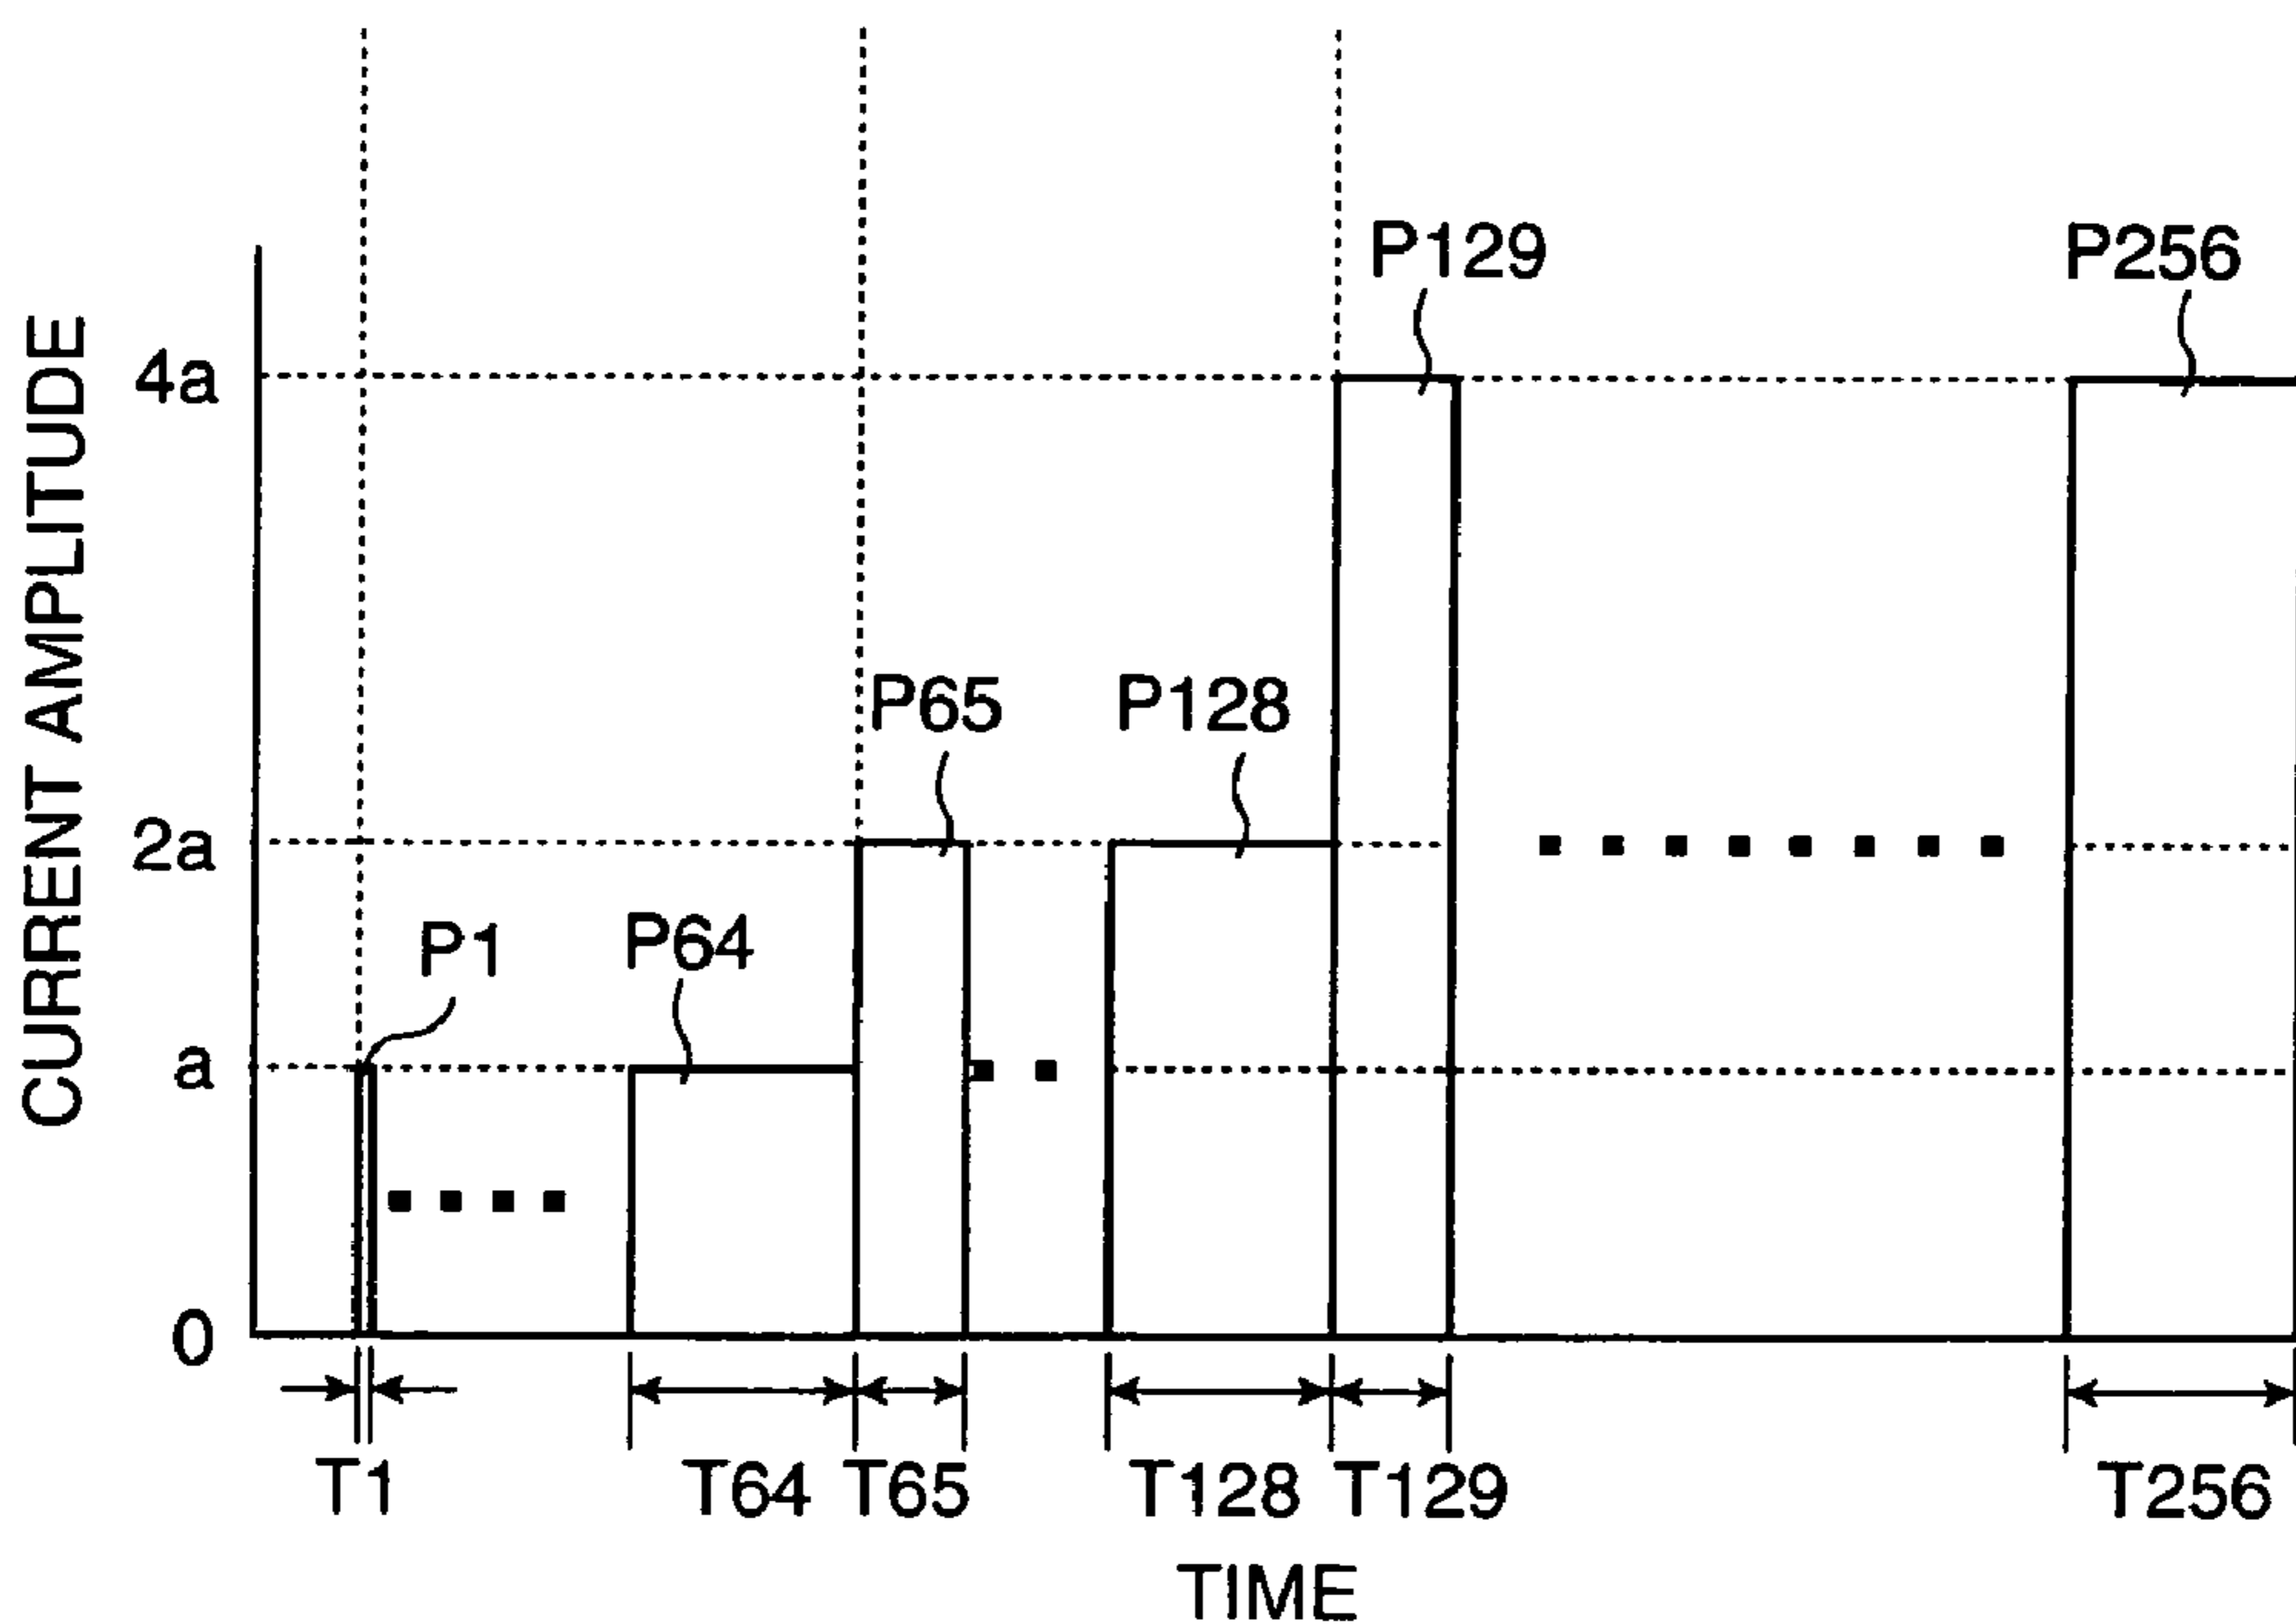 CURRENT AMPLITUDE
4a
2a
a
0
P1
P64
P65
P128
P129
P256
T1
T64
T65
T128
T129
T256
TIME